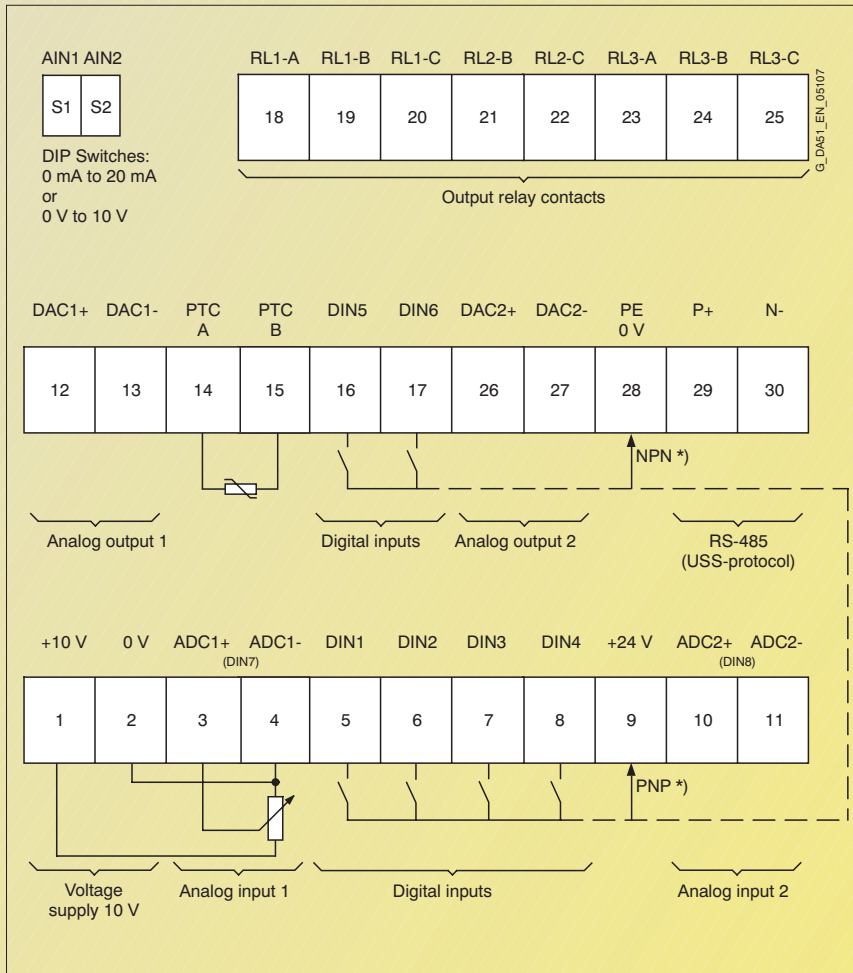 AIN1 AIN2
S1 S2
DIP Switches:
0 mA to 20 mA
or
0 V to 10 V
RL1-A RL1-B RL1-C RL2-B RL2-C RL3-A RL3-B RL3-C
18 19 20 21 22 23 24 25
Output relay contacts
G_DA51_EN_05107
DAC1+ DAC1- PTC A PTC B DIN5 DIN6 DAC2+ DAC2- PE 0 V P+ N-
12 13 14 15 16 17 26 27 28 29 30
NPN *)
Analog output 1
Digital inputs
Analog output 2
RS-485
(USS-protocol)
+10 V 0 V ADC1+ ADC1- DIN1 DIN2 DIN3 DIN4 +24 V ADC2+ ADC2-
(DIN7) (DIN8)
1 2 3 4 5 6 7 8 9 10 11
PNP *)
Voltage
supply 10 V
Analog input 1
Digital inputs
Analog input 2